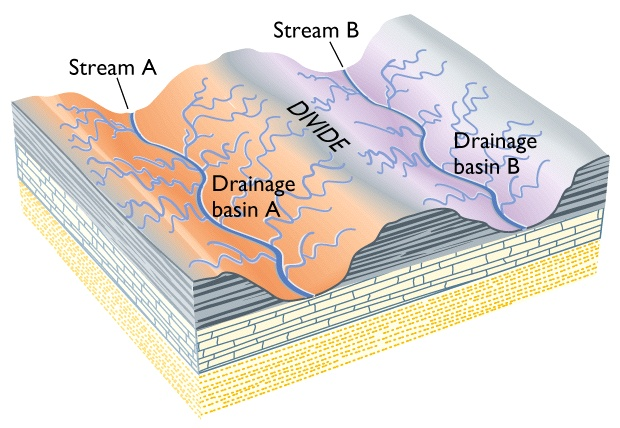 Stream B
Stream A
DIVIDE
Drainage
basin B
Drainage
basin A